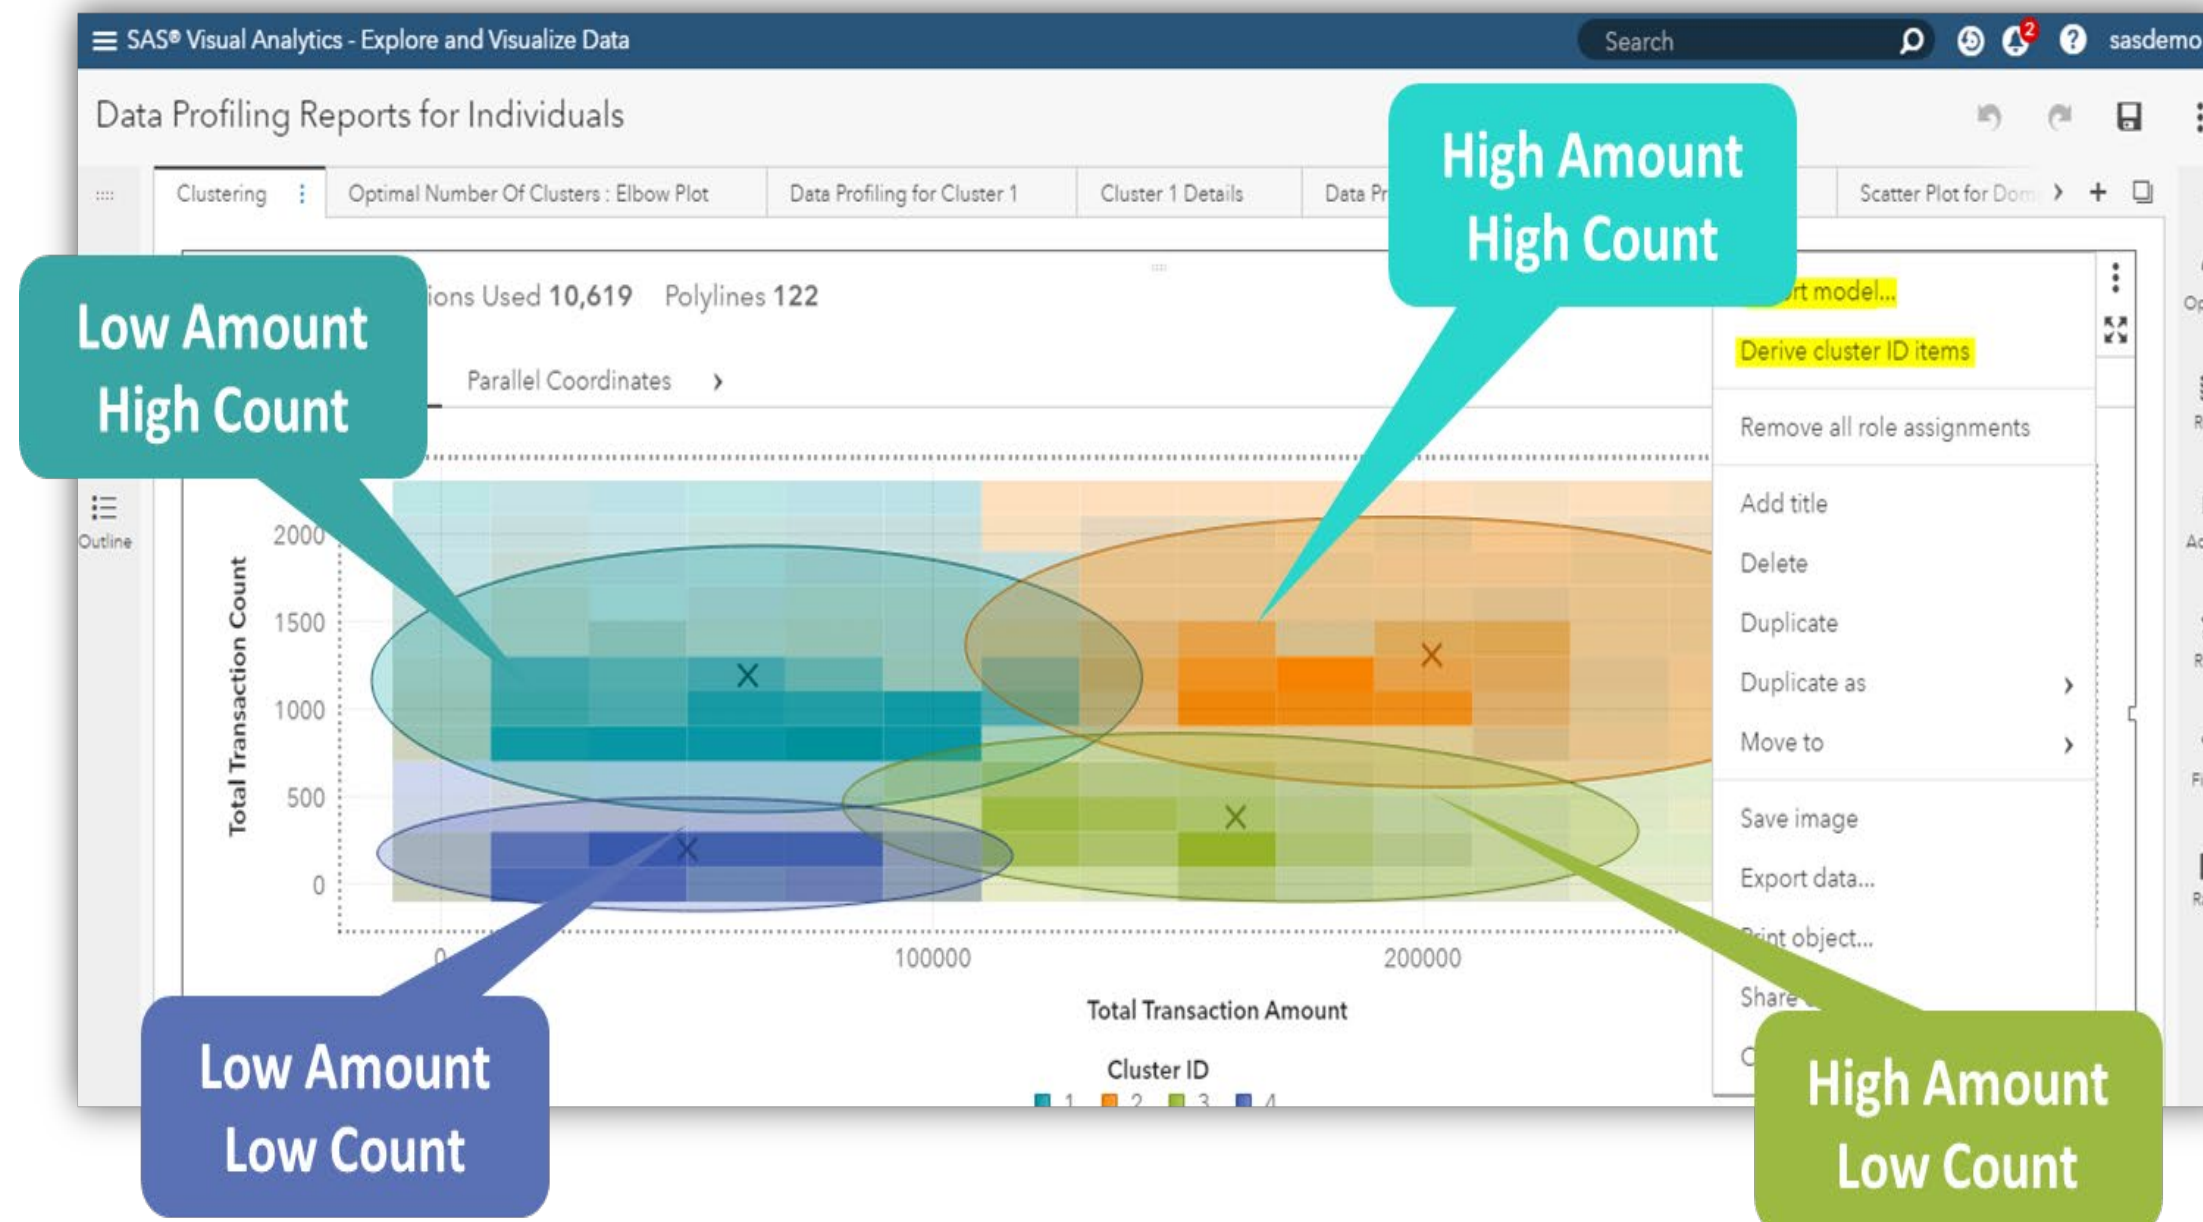 SAS® Visual Analytics - Explore and Visualize Data
Search
2
?
sasdemo
Data Profiling Reports for Individuals
Clustering
Optimal Number Of Clusters : Elbow Plot
Data Profiling for Cluster 1
Cluster 1 Details
Data Pr
Scatter Plot for Dom
High Amount
High Count
Low Amount
High Count
ions Used 10,619 Polylines 122
Parallel Coordinates
rt model...
Derive cluster ID items
Remove all role assignments
Add title
Delete
Duplicate
Duplicate as
Move to
Save image
Export data...
Print object...
Share
Outline
Total Transaction Count
2000
1500
1000
500
0
0
100000
200000
Total Transaction Amount
Cluster ID
1 2 3 4
Low Amount
Low Count
High Amount
Low Count